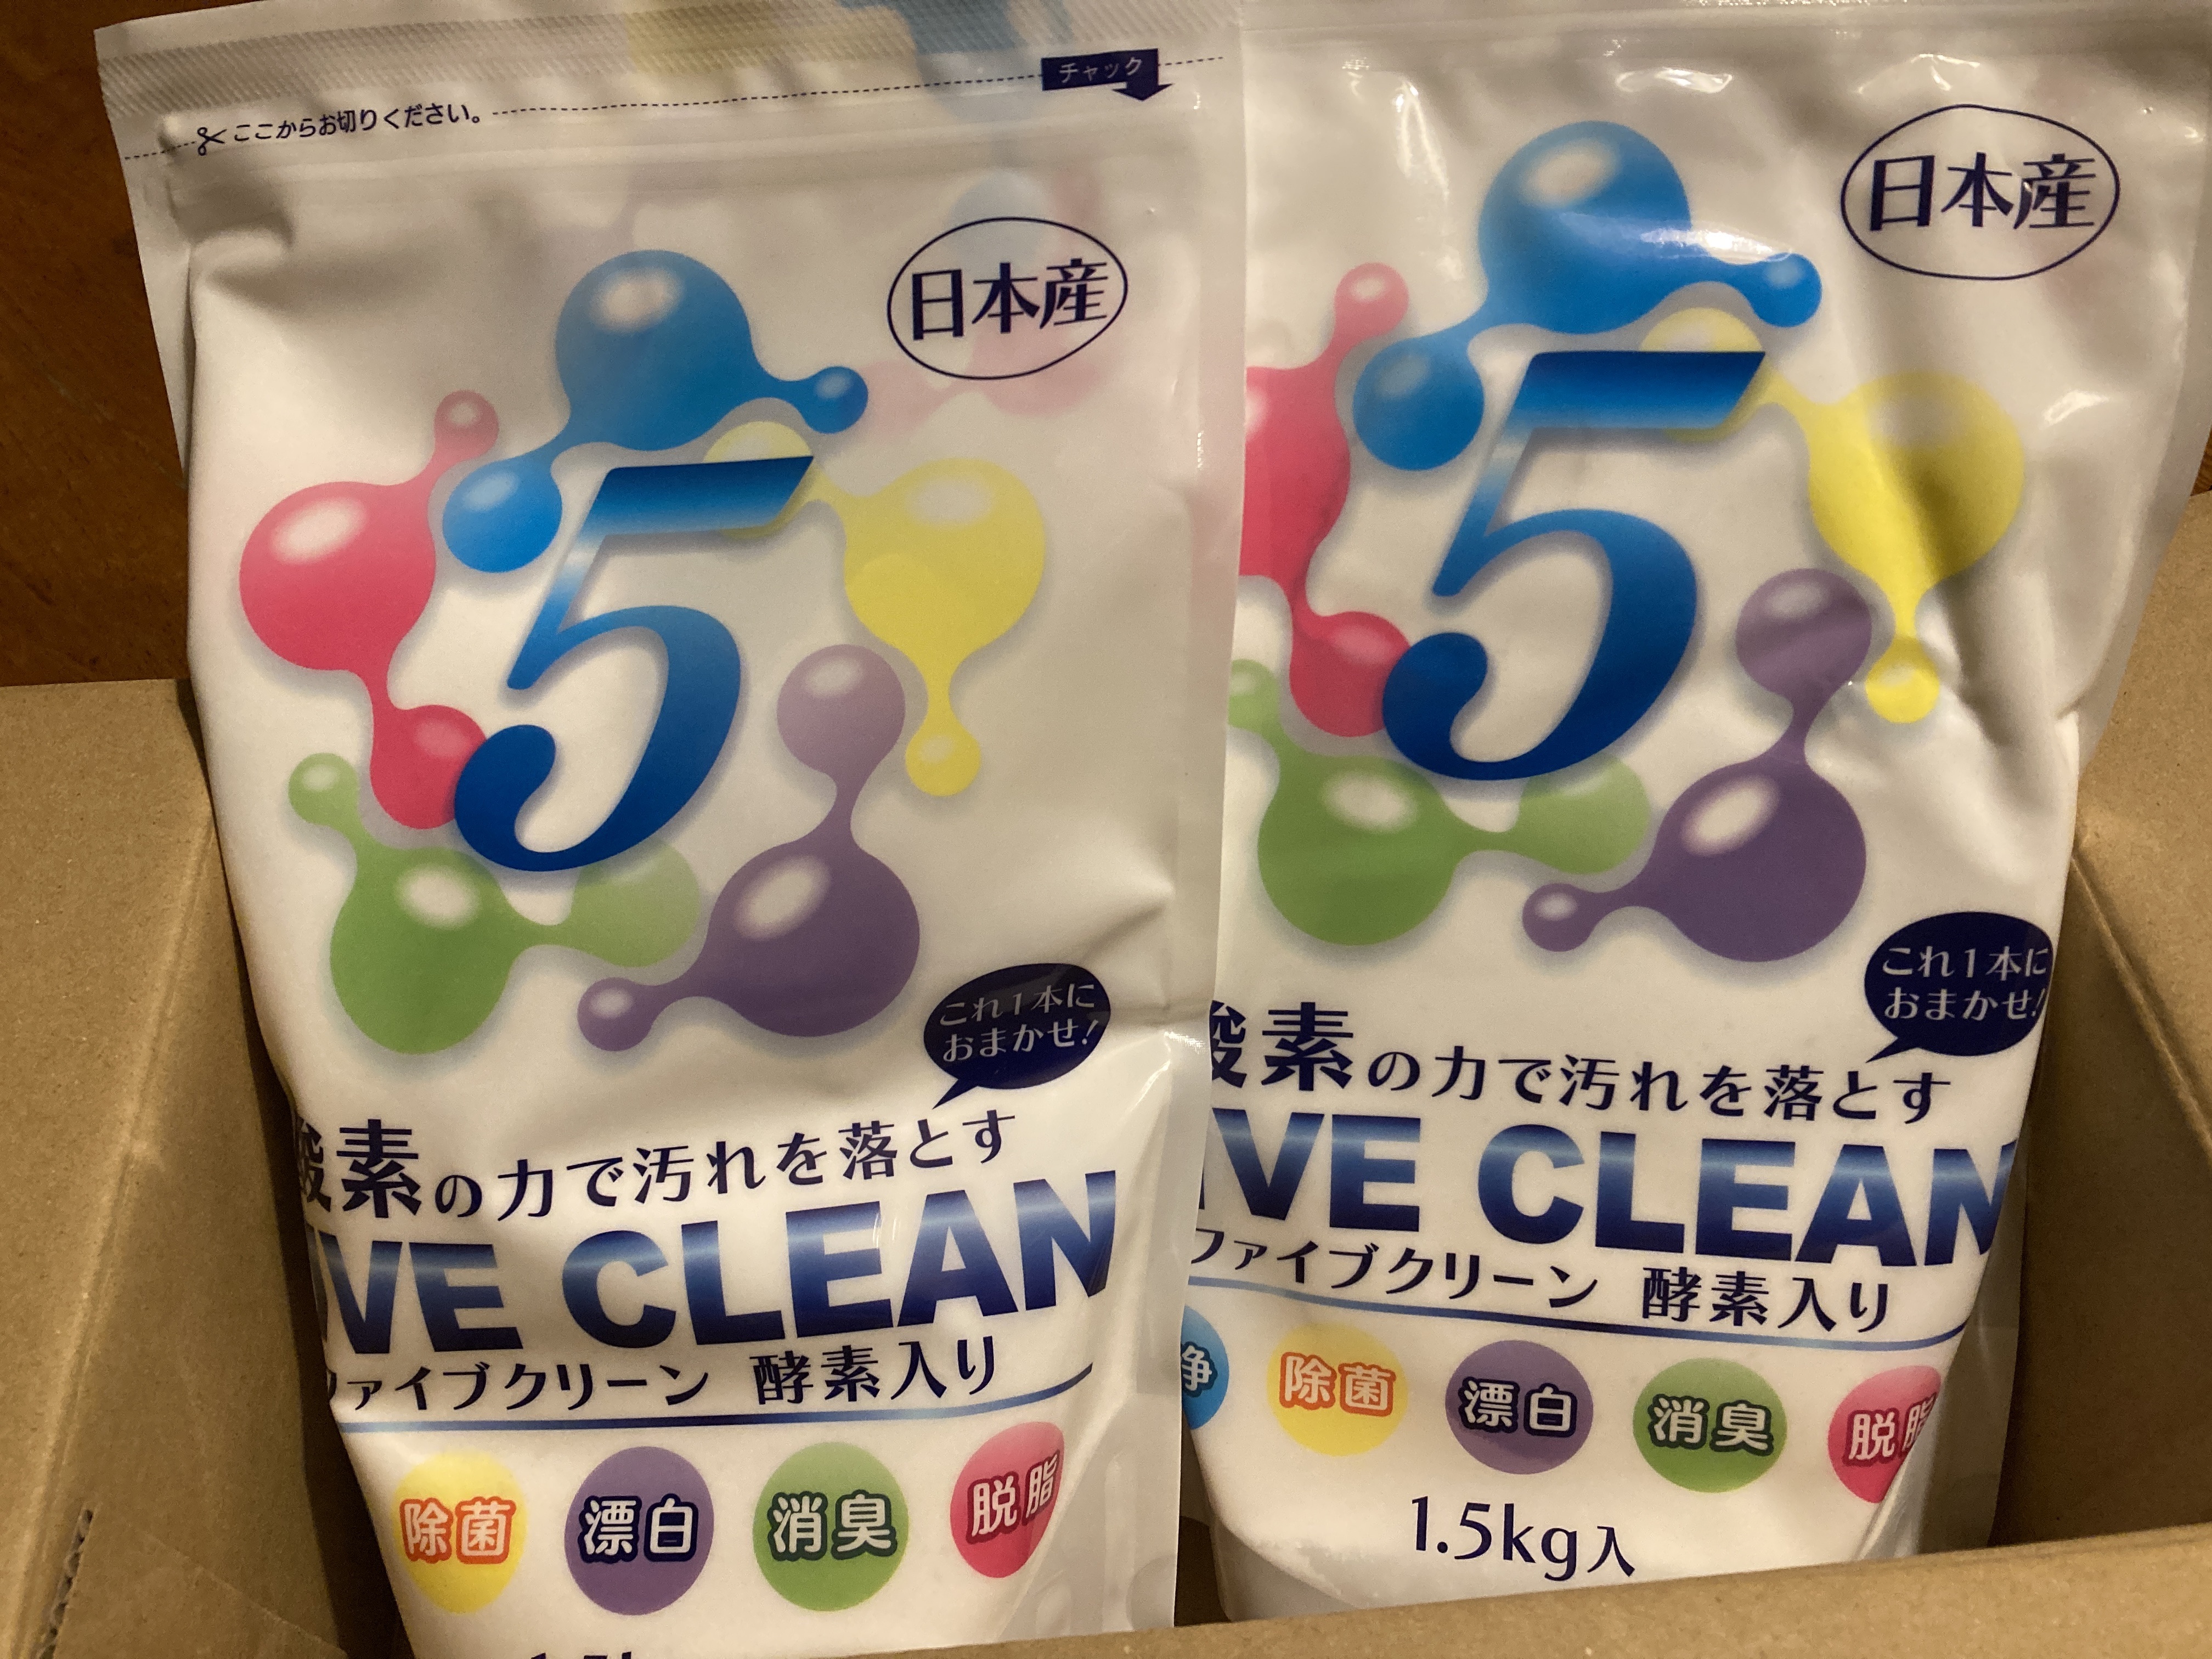 ここからお切りください。
チャック
日本産
5
これ1本に
おまかせ!
酸素の力で汚れを落とす
IVE CLEAN
ファイブクリーン 酵素入り
除菌
漂白
消臭
脱脂
日本産
5
これ1本に
おまかせ!
酸素の力で汚れを落とす
IVE CLEAN
ファイブクリーン 酵素入り
浄
除菌
漂白
消臭
脱脂
1.5kg入